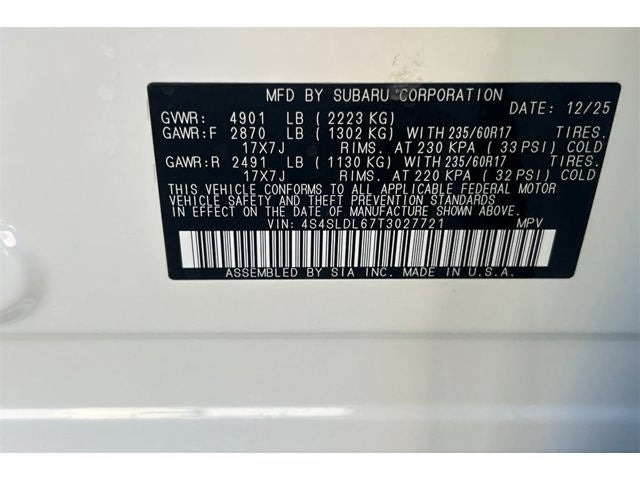 MFD BY SUBARU CORPORATION
DATE: 12/25
GVWR: 4901 LB ( 2223 KG)
GAWR:F 2870 LB ( 1302 KG) WITH 235/60R17 TIRES.
17X7J RIMS. AT 230 KPA ( 33 PSI) COLD
GAWR:R 2491 LB ( 1130 KG) WITH 235/60R17 TIRES.
17X7J RIMS. AT 220 KPA ( 32 PSI) COLD
THIS VEHICLE CONFORMS TO ALL APPLICABLE FEDERAL MOTOR
VEHICLE SAFETY AND THEFT PREVENTION STANDARDS
IN EFFECT ON THE DATE OF MANUFACTURE SHOWN ABOVE.
VIN: 4S4SLDL67T3027721 MPV
ASSEMBLED BY SIA INC. MADE IN U.S.A.